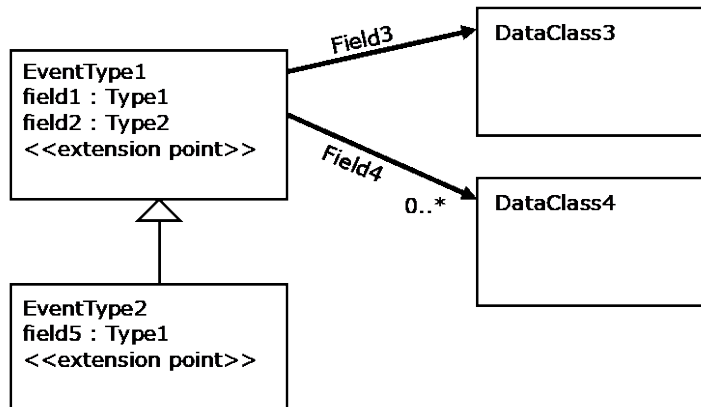 EventType1
field1 : Type1
field2 : Type2
<<extension point>>
Field3
DataClass3
Field4
0..*
DataClass4
EventType2
field5 : Type1
<<extension point>>